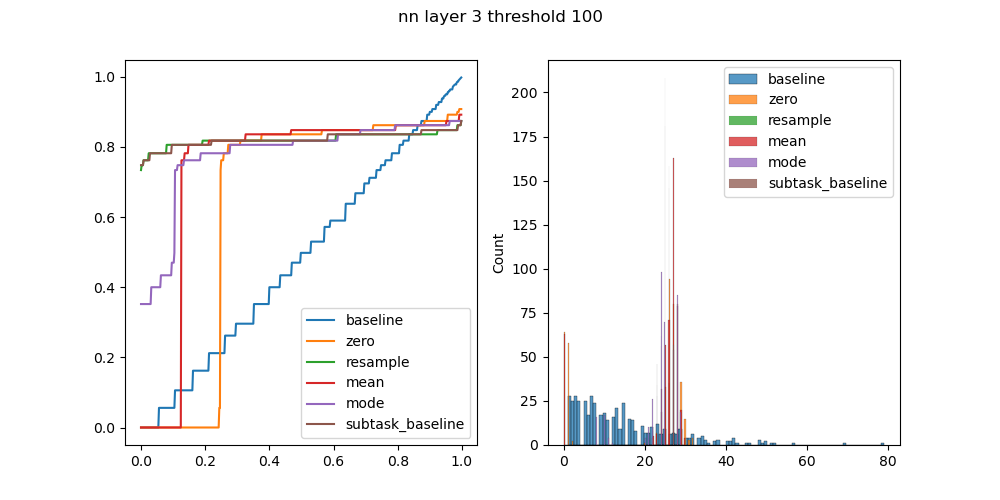 nn layer 3 threshold 100
1.0
0.8
0.6
0.4
0.2
0.0
0.0 0.2 0.4 0.6 0.8 1.0
baseline
zero
resample
mean
mode
subtask_baseline
Count
200
175
150
125
100
75
50
25
0
0 20 40 60 80
baseline
zero
resample
mean
mode
subtask_baseline